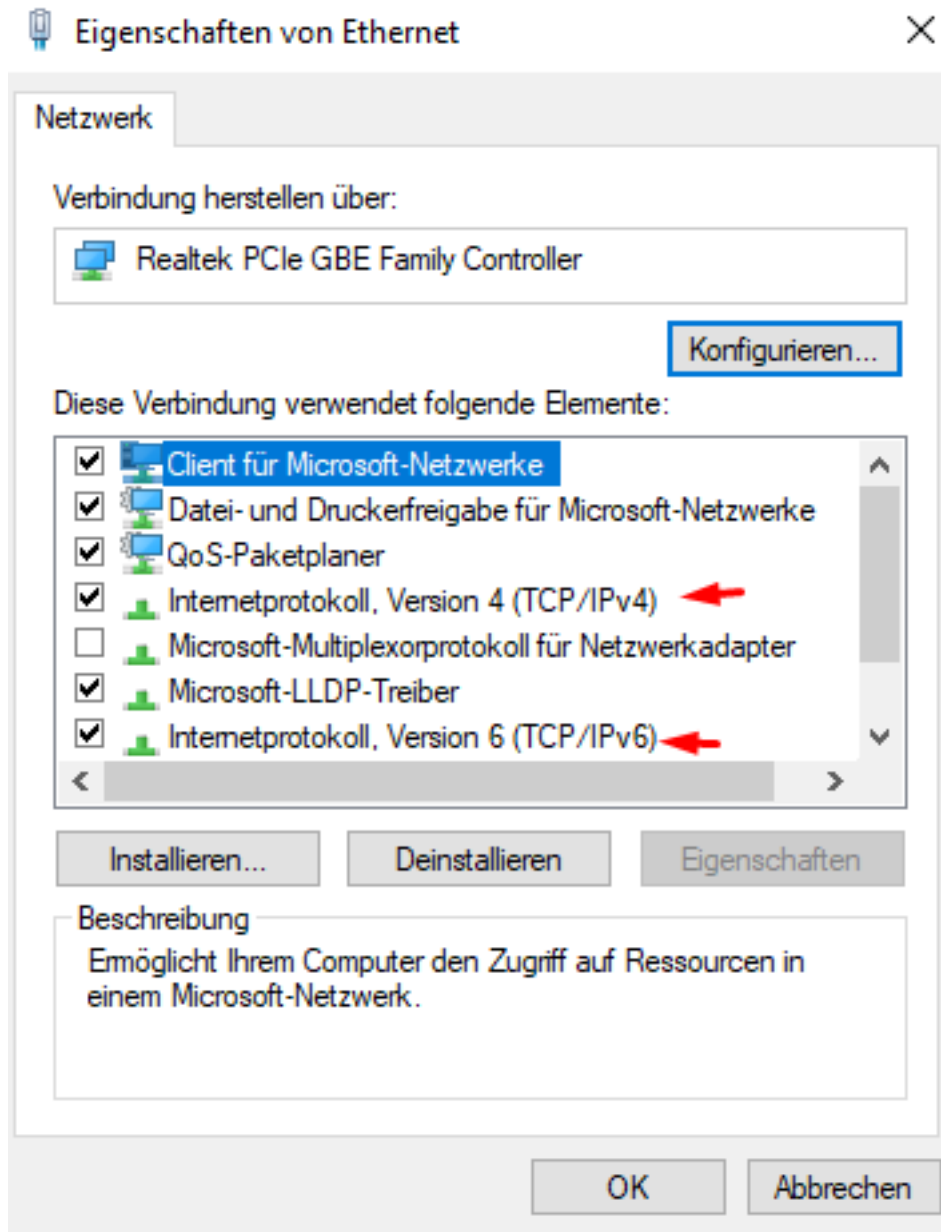 Eigenschaften von Ethernet
Netzwerk
Verbindung herstellen über:
Realtek PCIe GBE Family Controller
Konfigurieren...
Diese Verbindung verwendet folgende Elemente:
Client für Microsoft-Netzwerke
Datei- und Druckerfreigabe für Microsoft-Netzwerke
QoS-Paketplaner
Internetprotokoll, Version 4 (TCP/IPv4)
Microsoft-Multiplexorprotokoll für Netzwerkadapter
Microsoft-LLDP-Treiber
Internetprotokoll, Version 6 (TCP/IPv6)
Installieren...
Deinstallieren
Eigenschaften
Beschreibung
Ermöglicht Ihrem Computer den Zugriff auf Ressourcen in
einem Microsoft-Netzwerk.
OK
Abbrechen